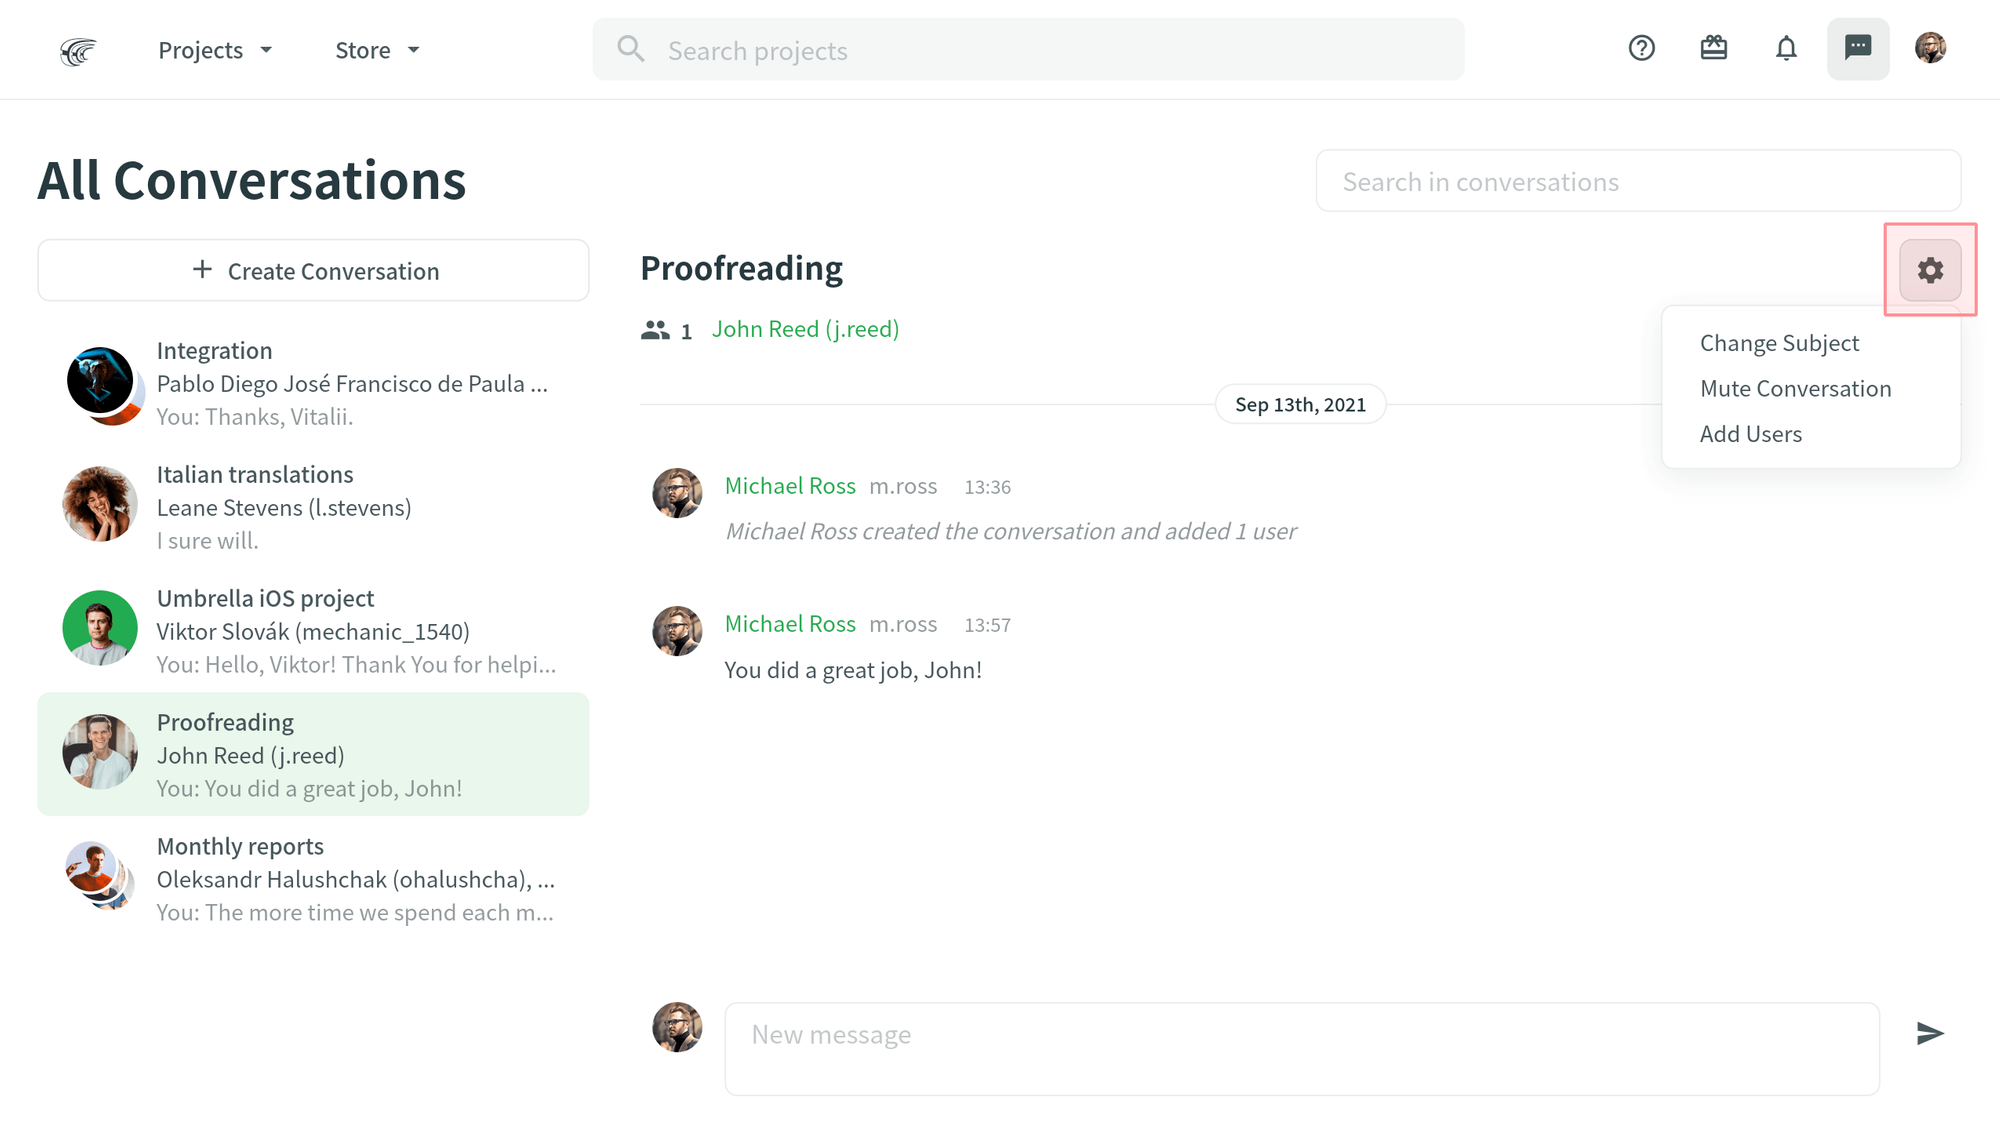 Projects
Store
Search projects
All Conversations
Search in conversations
Create Conversation
Integration
Pablo Diego José Francisco de Paula ...
You: Thanks, Vitalii.
Italian translations
Leane Stevens (l.stevens)
I sure will.
Umbrella iOS project
Viktor Slovák (mechanic_1540)
You: Hello, Viktor! Thank You for helpi...
Proofreading
John Reed (j.reed)
You: You did a great job, John!
Monthly reports
Oleksandr Halushchak (ohalushcha), ...
You: The more time we spend each m...
Proofreading
1 John Reed (j.reed)
Change Subject
Mute Conversation
Add Users
Sep 13th, 2021
Michael Ross m.ross 13:36
Michael Ross created the conversation and added 1 user
Michael Ross m.ross 13:57
You did a great job, John!
New message